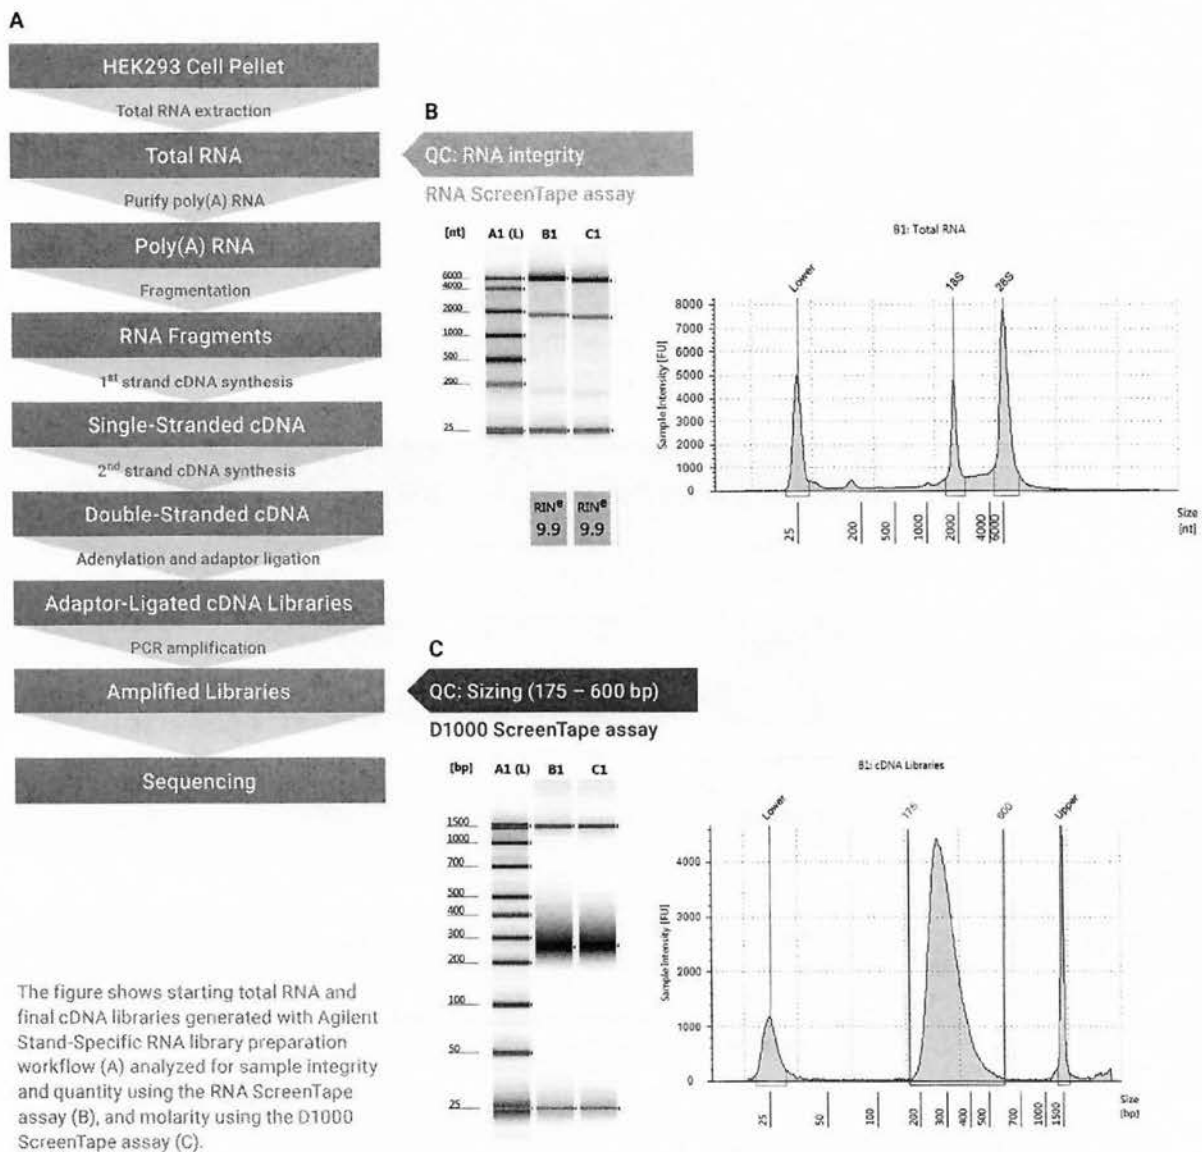 A
HEK293 Cell Pellet
Total RNA extraction
Total RNA
Purify poly(A) RNA
Poly(A) RNA
Fragmentation
RNA Fragments
1st strand cDNA synthesis
Single-Stranded cDNA
2nd strand cDNA synthesis
Double-Stranded cDNA
Adenylation and adaptor ligation
Adaptor-Ligated cDNA Libraries
PCR amplification
Amplified Libraries
Sequencing
The figure shows starting total RNA and
final cDNA libraries generated with Agilent
Stand-Specific RNA library preparation
workflow (A) analyzed for sample integrity
and quantity using the RNA ScreenTape
assay (B), and molarity using the D1000
ScreenTape assay (C).
B
QC: RNA integrity
RNA ScreenTape assay
[nt] A1 (L) B1 C1
6000
4000
2000
1000
500
200
25
RINe RINe
9.9 9.9
B1: Total RNA
Lower 18S 28S
Sample Intensity [FU]
8000
7000
6000
5000
4000
3000
2000
1000
0
25 200 500 1000 2000 4000 6000
Size
[nt]
C
QC: Sizing (175 – 600 bp)
D1000 ScreenTape assay
[bp] A1 (L) B1 C1
1500
1000
700
500
400
300
200
100
50
25
B1: cDNA Libraries
Lower 175 600 Upper
Sample Intensity [FU]
4000
3000
2000
1000
0
25 50 100 200 300 400 500 700 1000 1500
Size
[bp]